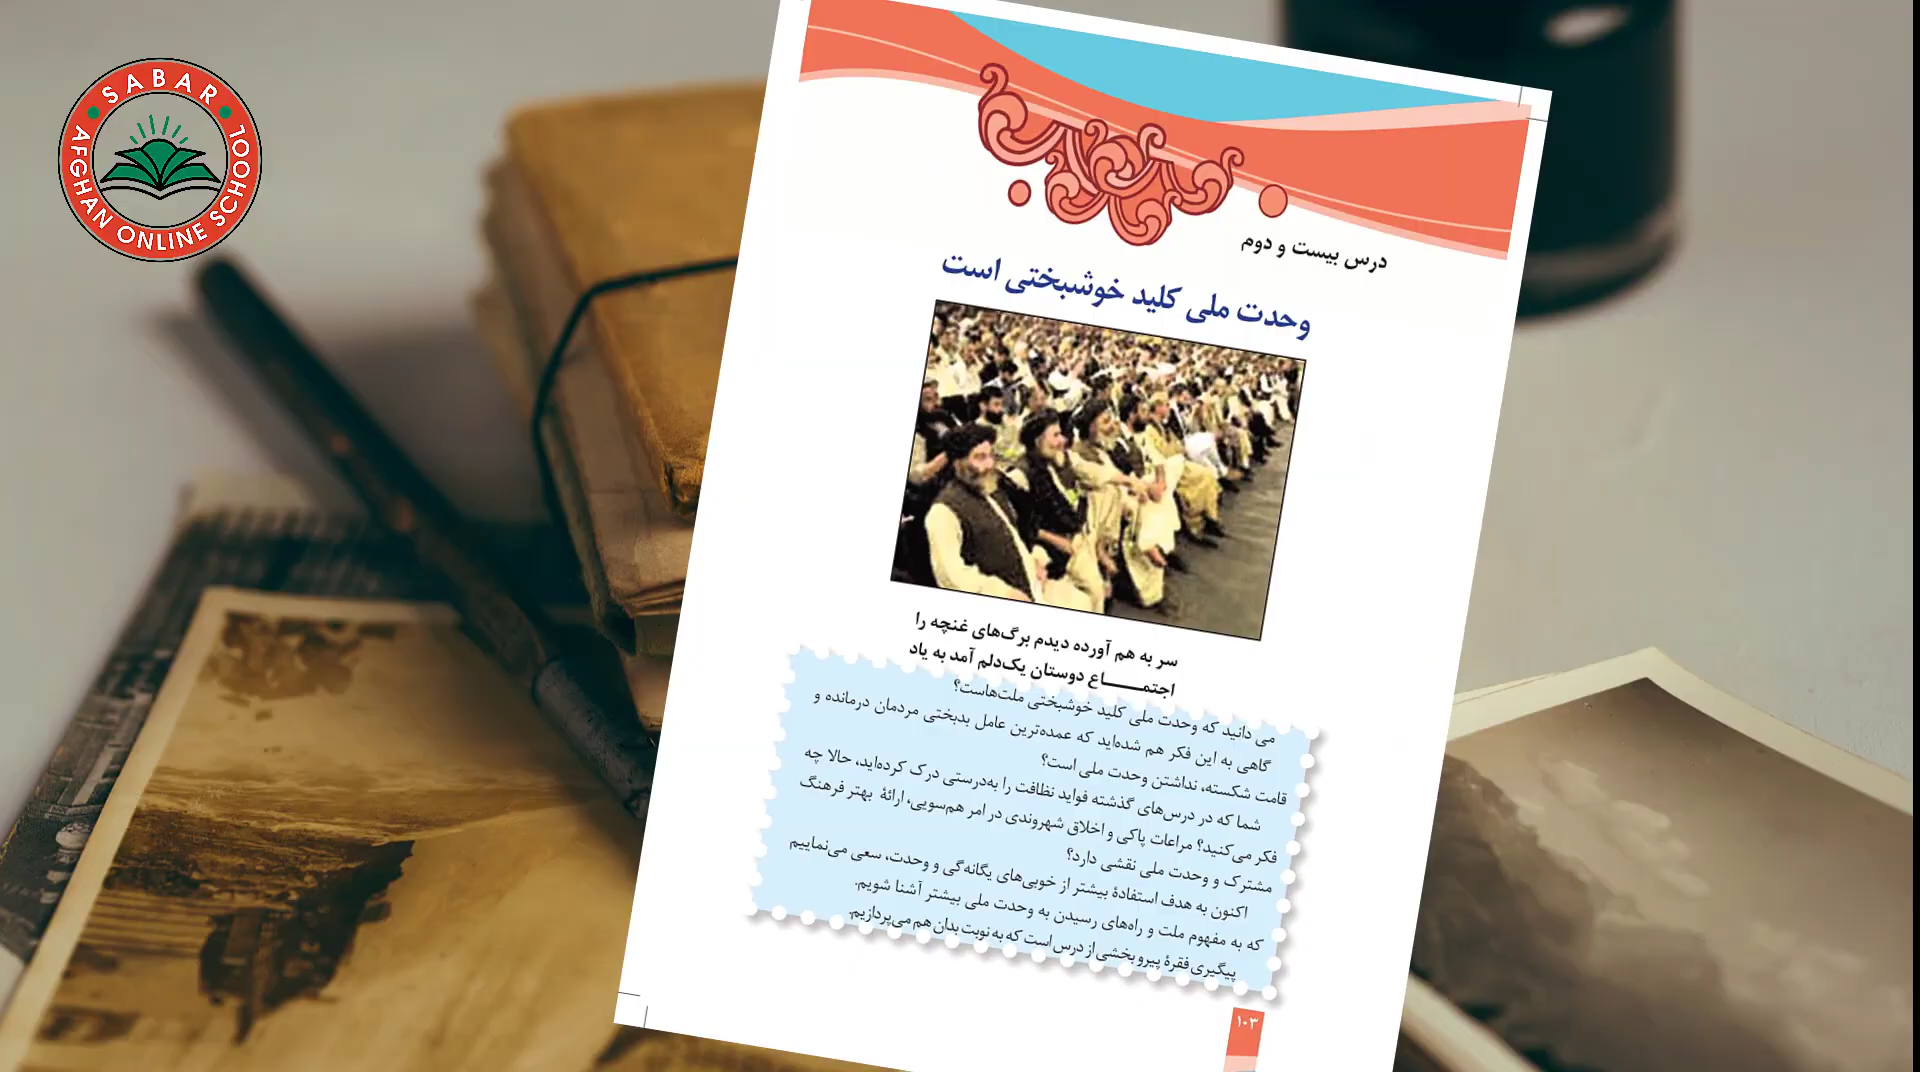 SABAR
AFGHAN ONLINE SCHOOL
درس بیست و دوم
وحدت ملی کلید خوشبختی است
سر به هم آورده دیدم برگ‌های غنچه را
اجتمــــــاع دوستان یک‌دلم آمد به یاد
می دانید که وحدت ملی کلید خوشبختی ملت‌هاست؟
گاهی به این فکر هم شده‌اید که عمده‌ترین عامل بدبختی مردمان درمانده و
قامت شکسته، نداشتن وحدت ملی است؟
شما که در درس‌های گذشته فواید نظافت را به‌درستی درک کرده‌اید، حالا چه
فکر می‌کنید؟ مراعات پاکی و اخلاق شهروندی در امر هم‌سویی، ارائهٔ بهتر فرهنگ
مشترک و وحدت ملی نقشی دارد؟
اکنون به هدف استفادهٔ بیشتر از خوبی‌های یگانه‌گی و وحدت، سعی می‌نماییم
که به مفهوم ملت و راه‌های رسیدن به وحدت ملی بیشتر آشنا شویم.
پیگیری فقرهٔ پیرو بخشی از درس است که به نوبت بدان هم می‌پردازیم.
۱۰۳